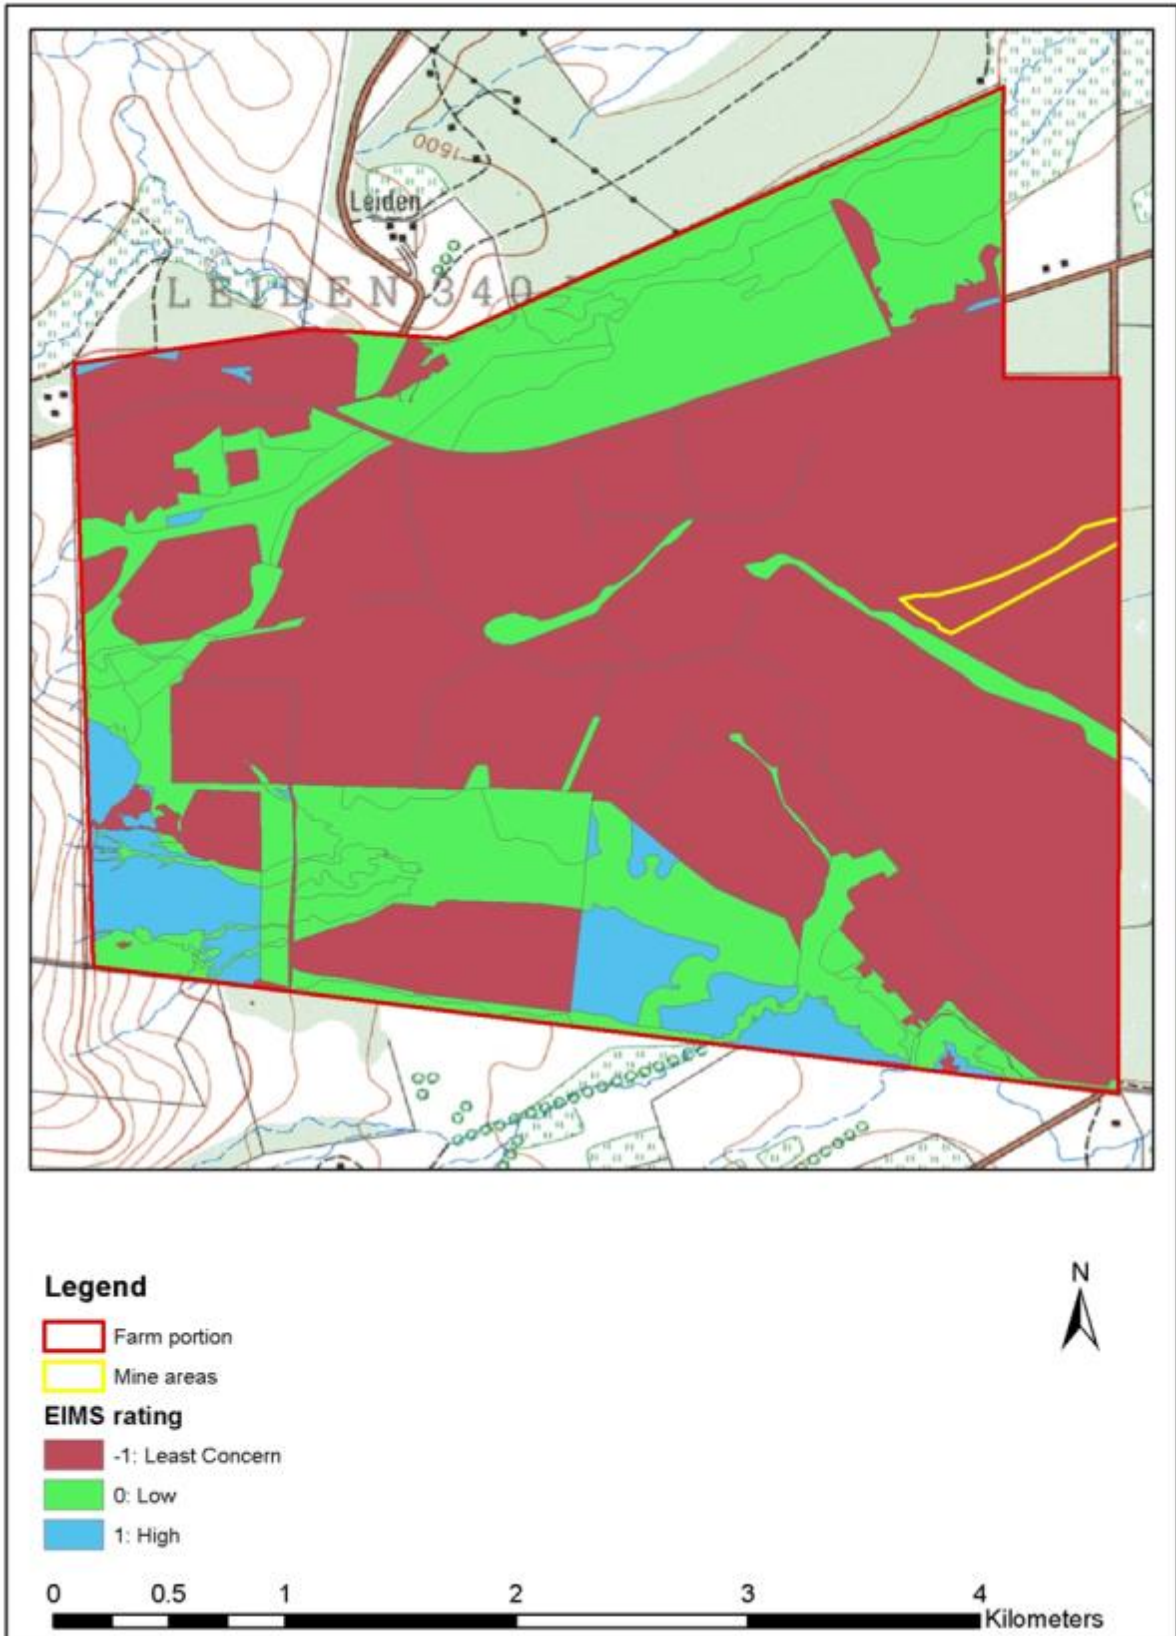 1500
Leiden
LEIDEN 340
Legend
Farm portion
Mine areas
EIMS rating
-1: Least Concern
0: Low
1: High
N
0 0.5 1 2 3 4
Kilometers